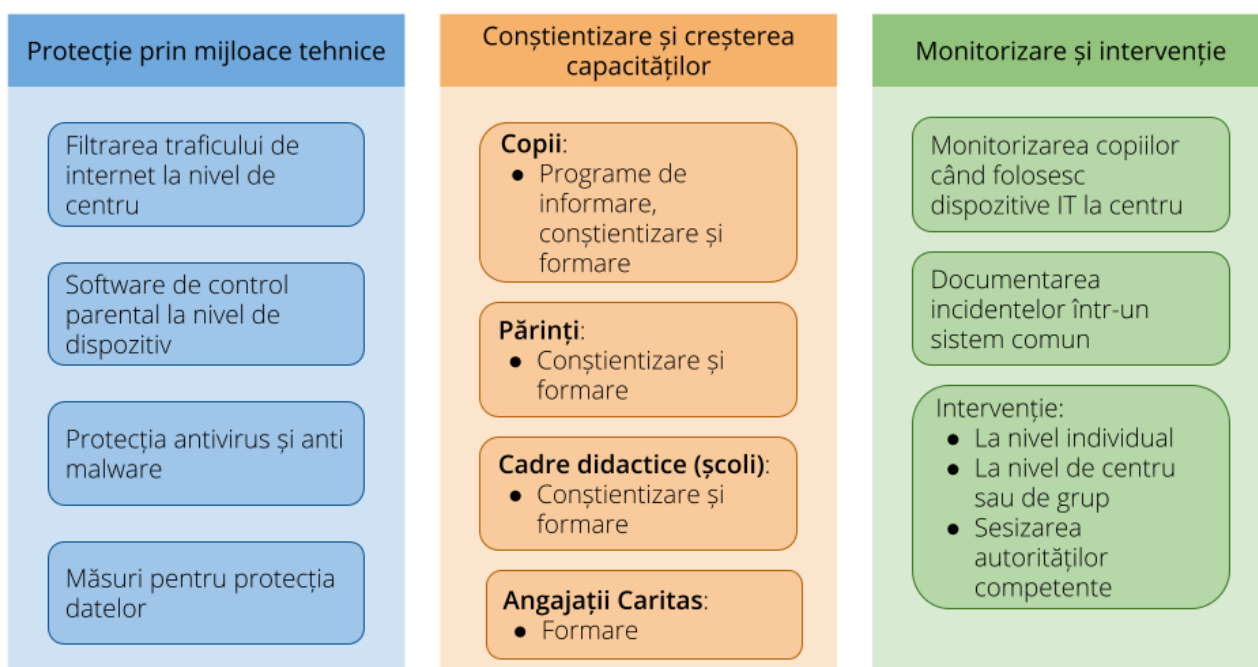 Protecție prin mijloace tehnice
Filtrarea traficului de
internet la nivel de
centru
Software de control
parental la nivel de
dispozitiv
Protecția antivirus și anti
malware
Măsuri pentru protecția
datelor
Conștientizare și creșterea
capacităților
Copii:
● Programe de
informare,
conștientizare și
formare
Părinți:
● Conștientizare și
formare
Cadre didactice (școli):
● Conștientizare și
formare
Angajații Caritas:
● Formare
Monitorizare și intervenție
Monitorizarea copiilor
când folosesc
dispozitive IT la centru
Documentarea
incidentelor într-un
sistem comun
Intervenție:
● La nivel individual
● La nivel de centru
sau de grup
● Sesizarea
autorităților
competente